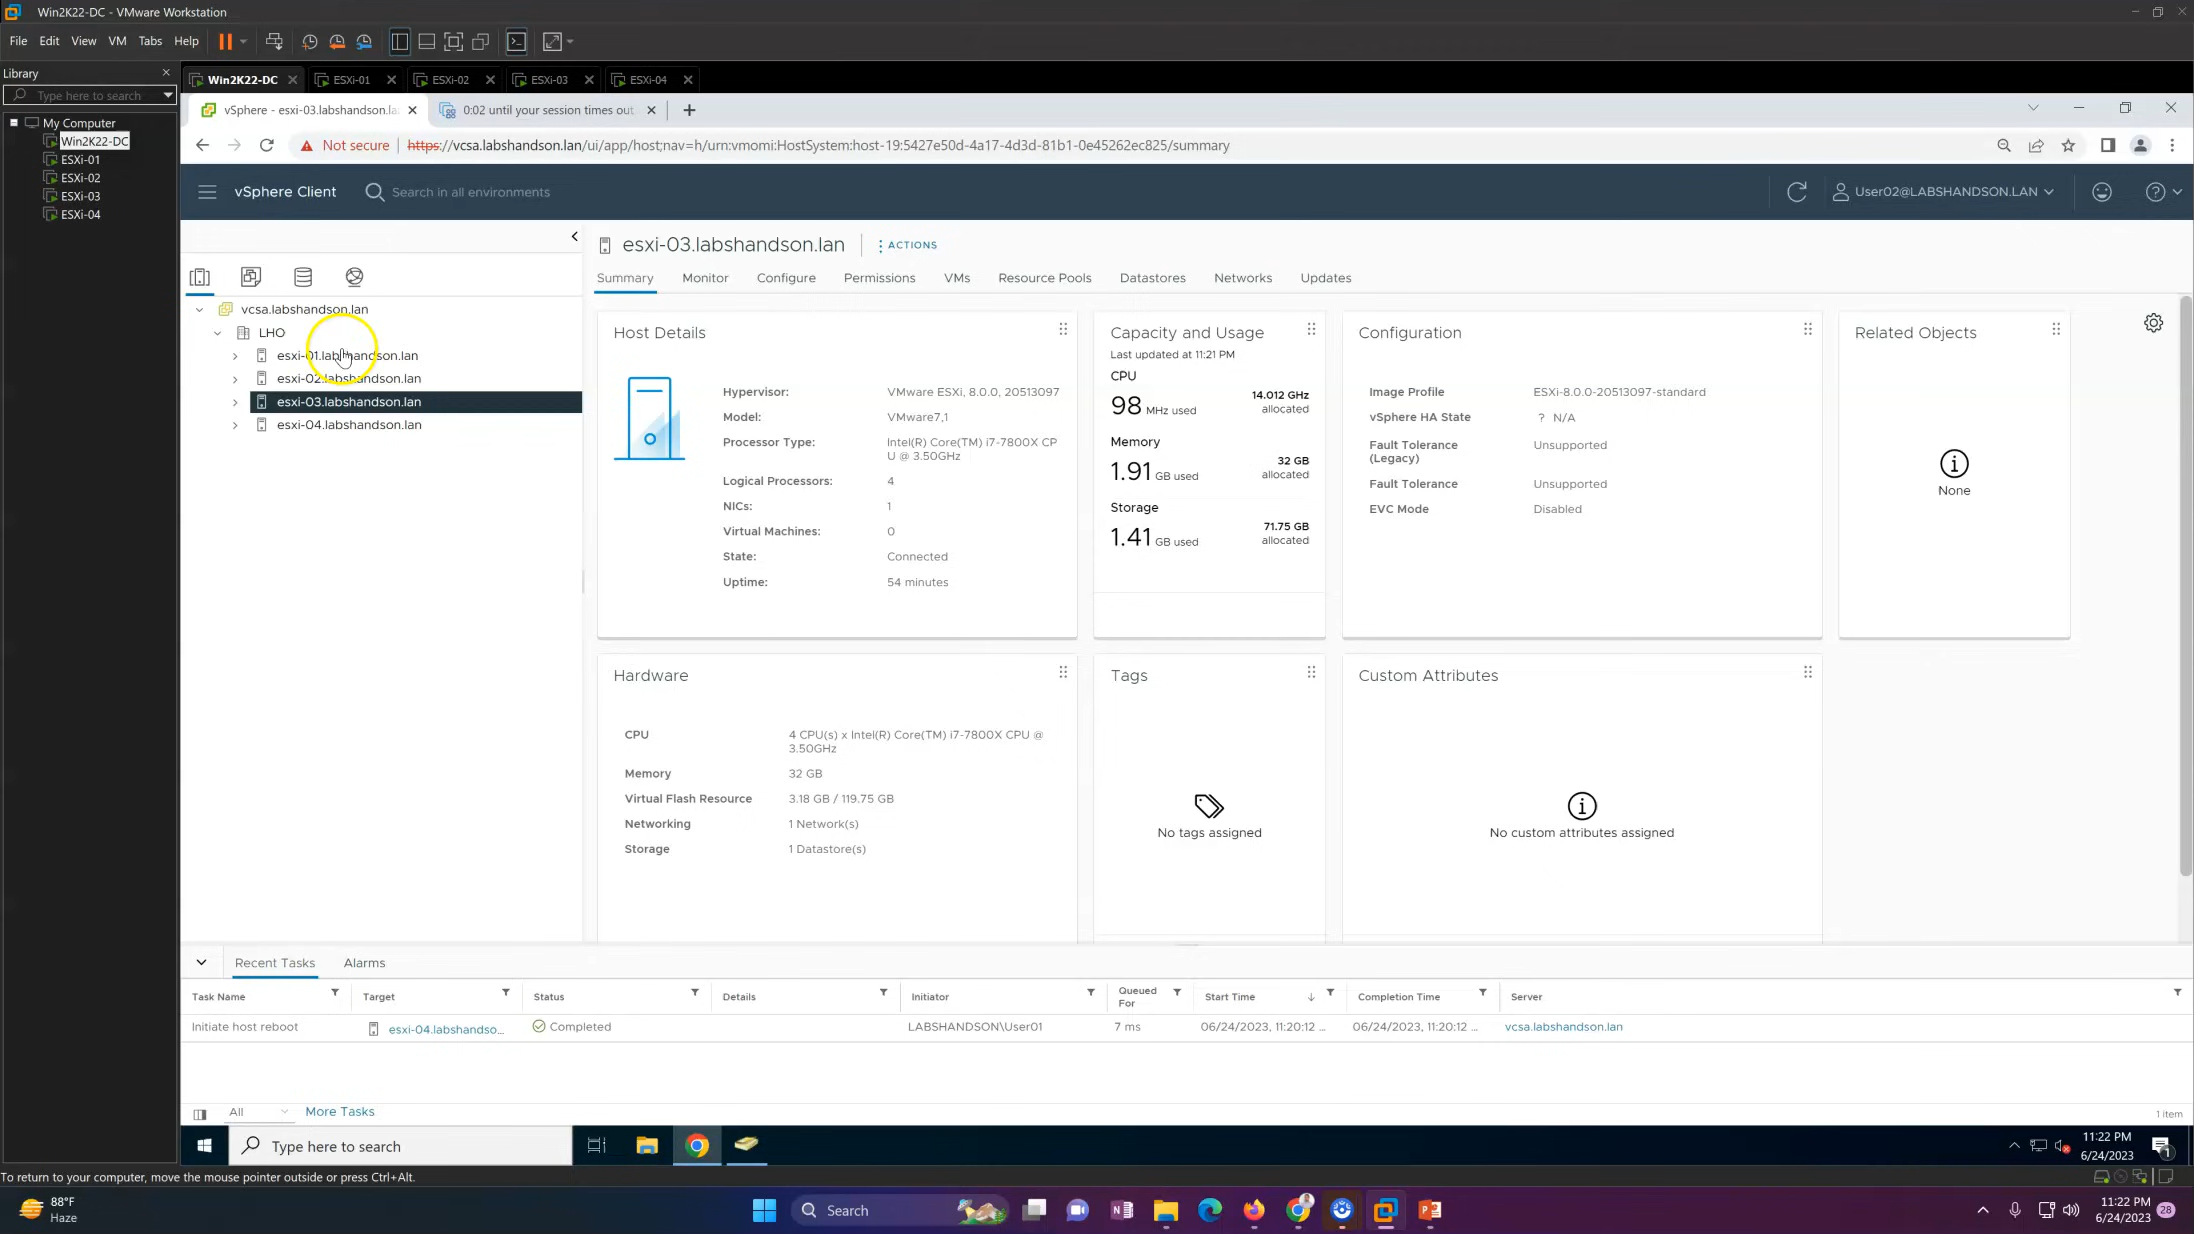 Win2K22-DC - VMware Workstation
File Edit View VM Tabs Help
Library
Type here to search
My Computer
Win2K22-DC
ESXi-01
ESXi-02
ESXi-03
ESXi-04
Win2K22-DC ESXi-01 ESXi-02 ESXi-03 ESXi-04
vSphere - esxi-03.labshandson.la 0:02 until your session times out
Not secure https://vcsa.labshandson.lan/ui/app/host;nav=h/urn:vmomi:HostSystem:host-19:5427e50d-4a17-4d3d-81b1-0e45262ec825/summary
vSphere Client Search in all environments User02@LABSHANDSON.LAN
vcsa.labshandson.lan
LHO
esxi-01.labshandson.lan
esxi-02.labshandson.lan
esxi-03.labshandson.lan
esxi-04.labshandson.lan
esxi-03.labshandson.lan ACTIONS
Summary Monitor Configure Permissions VMs Resource Pools Datastores Networks Updates
Host Details
Hypervisor: VMware ESXi, 8.0.0, 20513097
Model: VMware7,1
Processor Type: Intel(R) Core(TM) i7-7800X CP
U @ 3.50GHz
Logical Processors: 4
NICs: 1
Virtual Machines: 0
State: Connected
Uptime: 54 minutes
Capacity and Usage
Last updated at 11:21 PM
CPU
98 MHz used 14.012 GHz
allocated
Memory
1.91 GB used 32 GB
allocated
Storage
1.41 GB used 71.75 GB
allocated
Configuration
Image Profile ESXi-8.0.0-20513097-standard
vSphere HA State ? N/A
Fault Tolerance Unsupported
(Legacy)
Fault Tolerance Unsupported
EVC Mode Disabled
Related Objects
None
Hardware
CPU 4 CPU(s) x Intel(R) Core(TM) i7-7800X CPU @
3.50GHz
Memory 32 GB
Virtual Flash Resource 3.18 GB / 119.75 GB
Networking 1 Network(s)
Storage 1 Datastore(s)
Tags
No tags assigned
Custom Attributes
No custom attributes assigned
Recent Tasks Alarms
Task Name Target Status Details Initiator Queued For Start Time Completion Time Server
Initiate host reboot esxi-04.labshandso... Completed LABSHANDSON\User01 7 ms 06/24/2023, 11:20:12 ... 06/24/2023, 11:20:12 ... vcsa.labshandson.lan
All More Tasks 1 item
Type here to search
11:22 PM
6/24/2023
1
To return to your computer, move the mouse pointer outside or press Ctrl+Alt.
88°F
Haze
Search
11:22 PM
6/24/2023
28